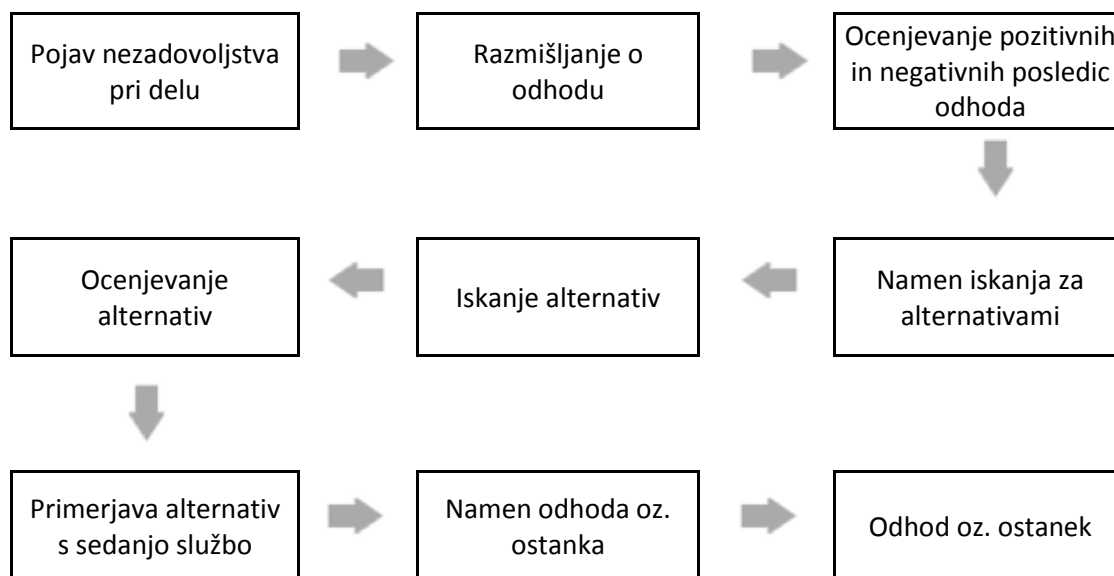 Pojav nezadovoljstva
pri delu
Razmišljanje o
odhodu
Ocenjevanje pozitivnih
in negativnih posledic
odhoda
Namen iskanja za
alternativami
Iskanje alternativ
Ocenjevanje
alternativ
Primerjava alternativ
s sedanjo službo
Namen odhoda oz.
ostanka
Odhod oz. ostanek